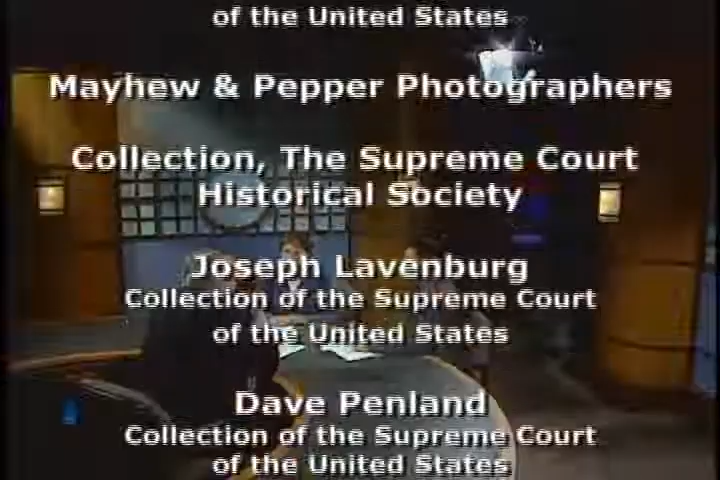 of the United States
Mayhew & Pepper Photographers
Collection, The Supreme Court
Historical Society
Joseph Lavenburg
Collection of the Supreme Court
of the United States
Dave Penland
Collection of the Supreme Court
of the United States